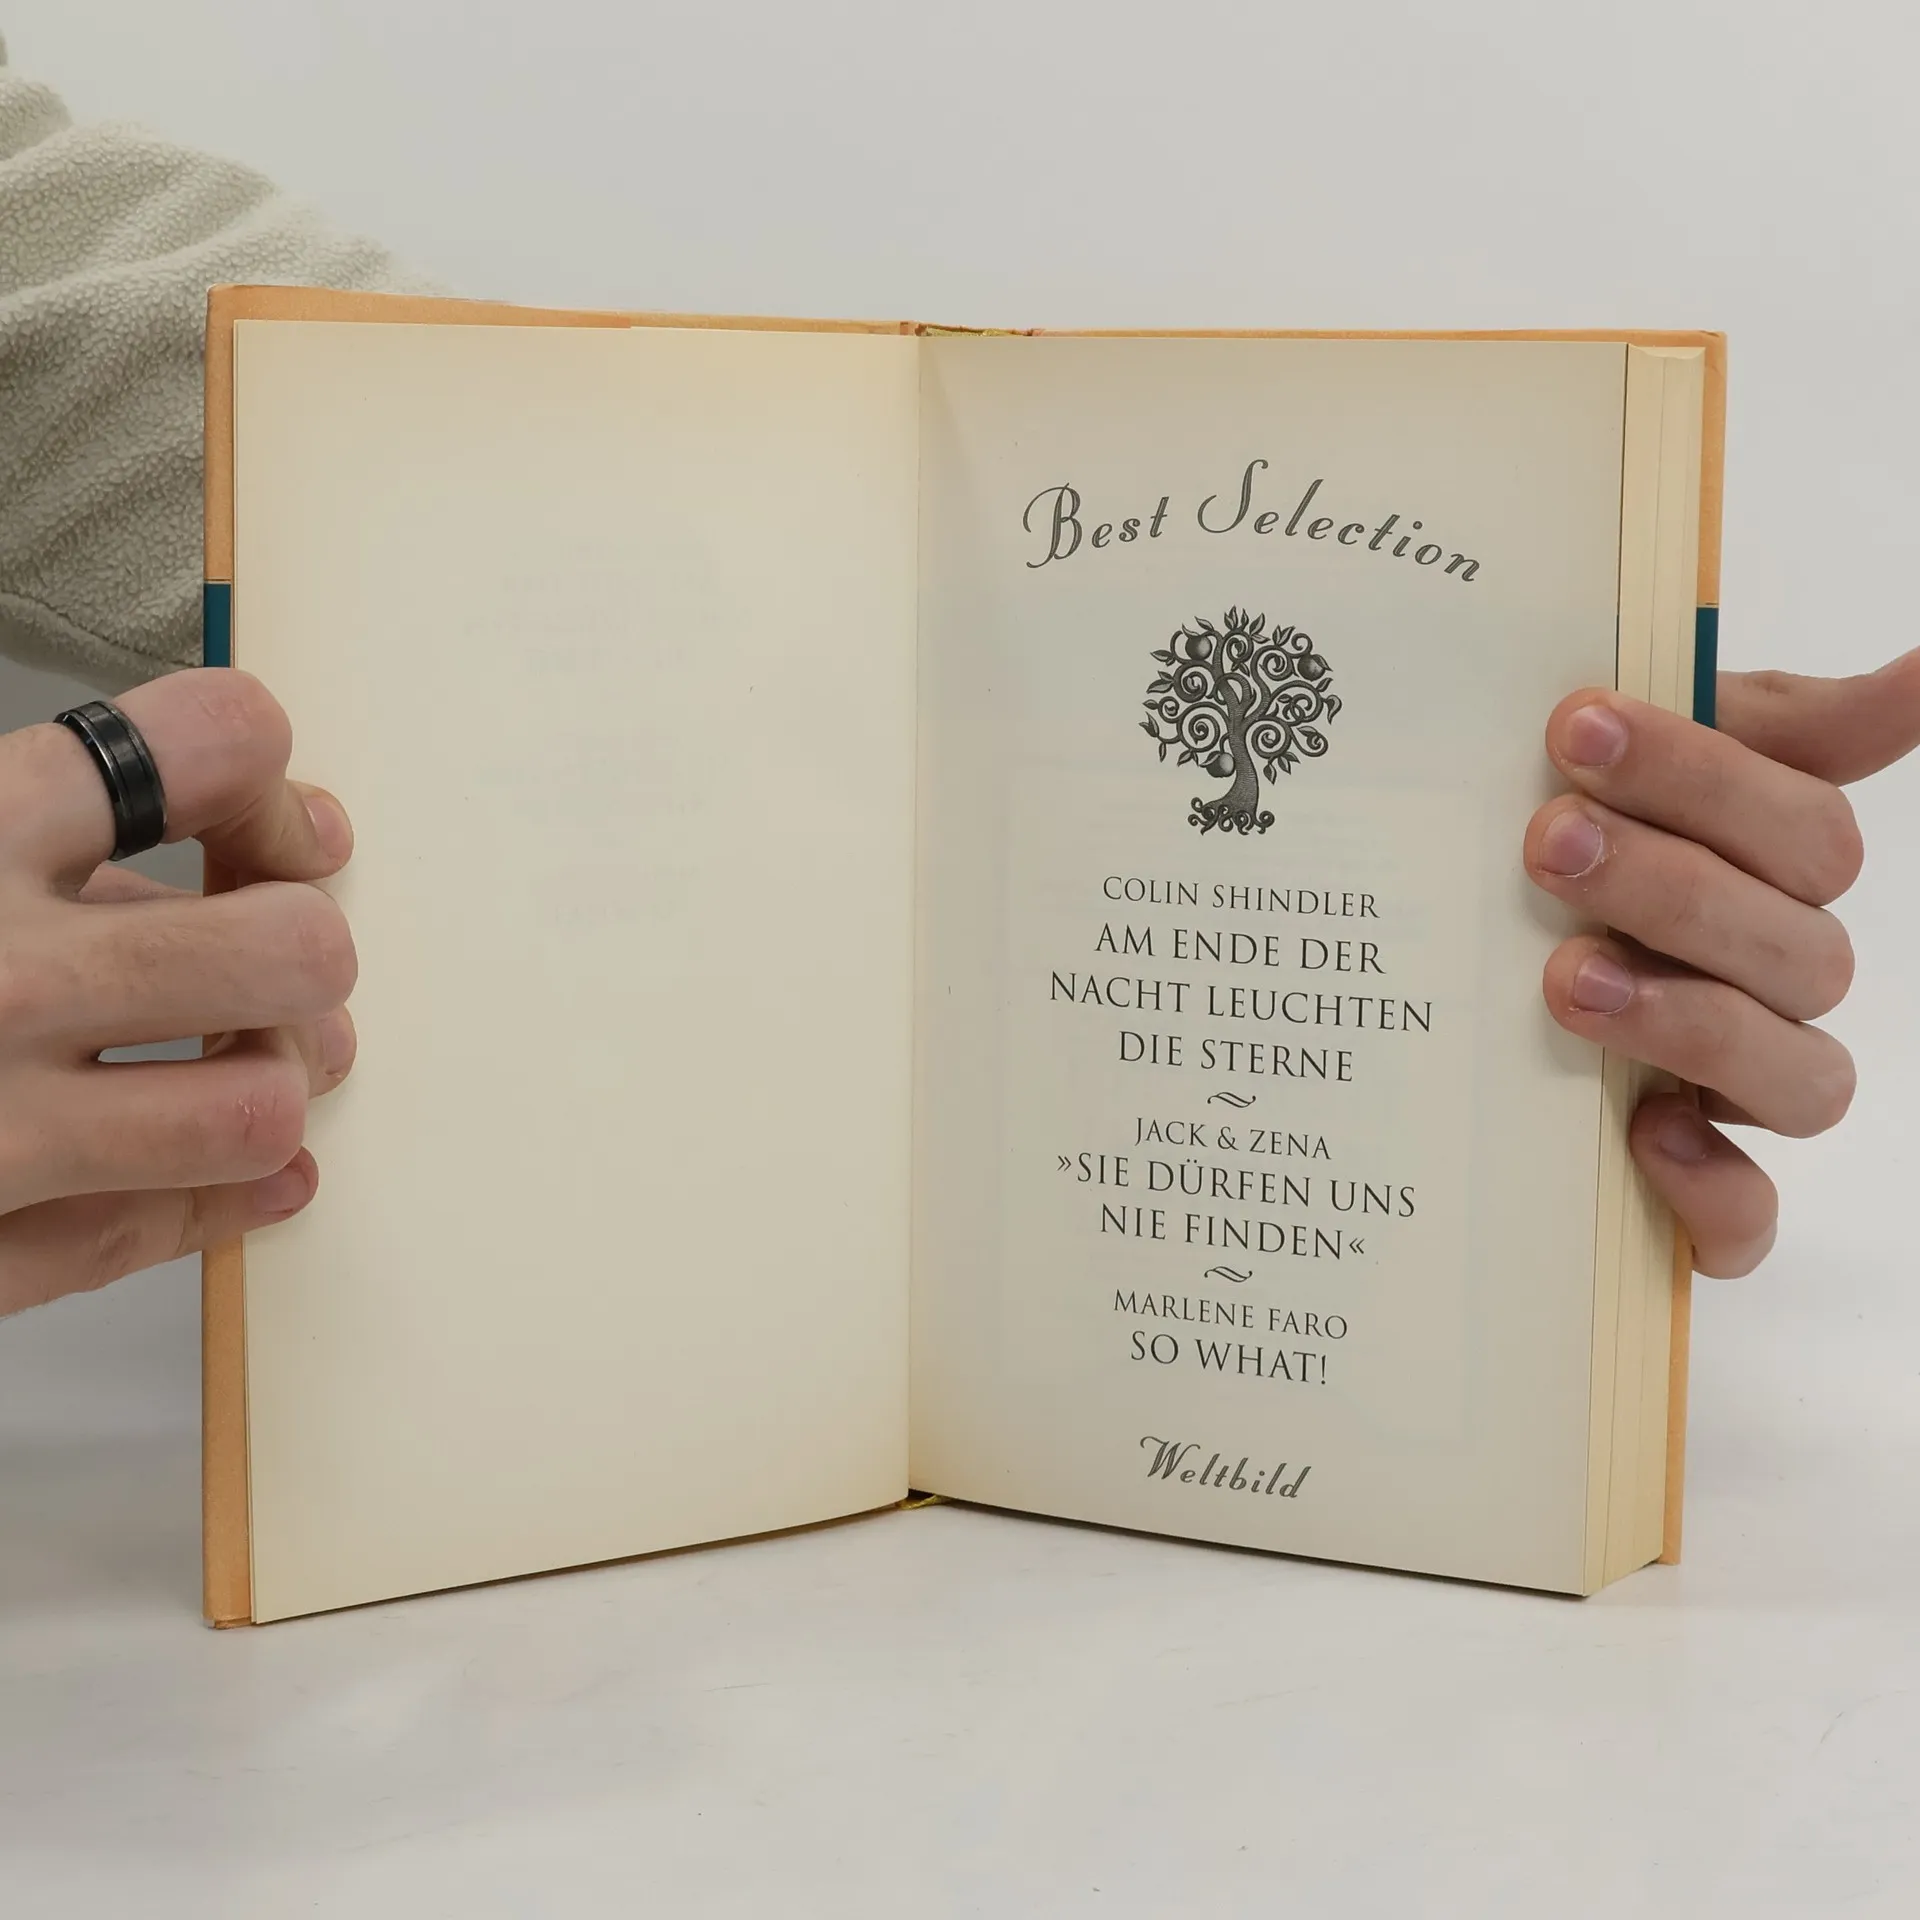 Best Selection
COLIN SHINDLER
AM ENDE DER
NACHT LEUCHTEN
DIE STERNE
JACK & ZENA
»SIE DÜRFEN UNS
NIE FINDEN«
MARLENE FARO
SO WHAT!
Weltbild